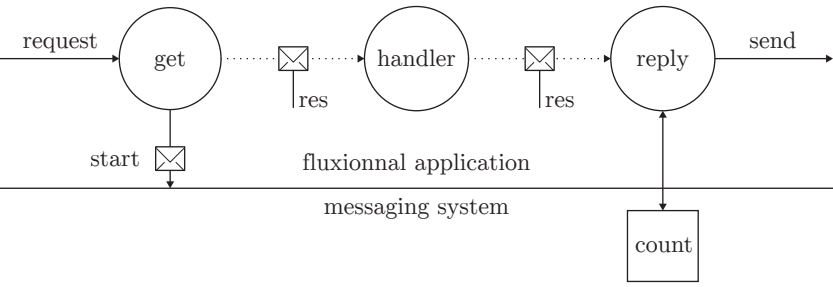 request
get
handler
reply
send
res
res
start
fluxionnal application
messaging system
count